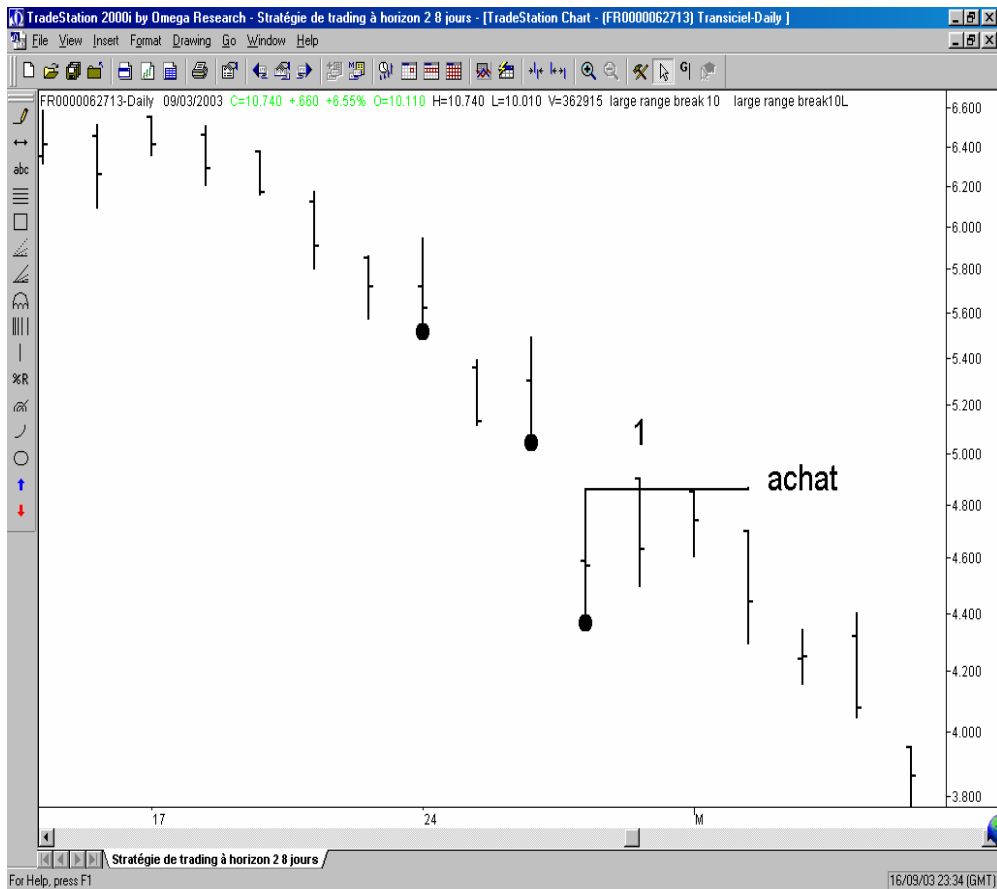 TradeStation 2000i by Omega Research - Stratégie de trading à horizon 2 8 jours - [TradeStation Chart - (FR0000062713) Transiciel-Daily ]
File View Insert Format Drawing Go Window Help
FR0000062713-Daily 09/03/2003 C=10.740 +.660 +6.55% O=10.110 H=10.740 L=10.010 V=362915 large range break 10 large range break10L
abc
%R
6.600
6.400
6.200
6.000
5.800
5.600
5.400
5.200
5.000
4.800
4.600
4.400
4.200
4.000
3.800
1
achat
17 24 M
Stratégie de trading à horizon 2 8 jours
For Help, press F1 16/09/03 23:34 (GMT)